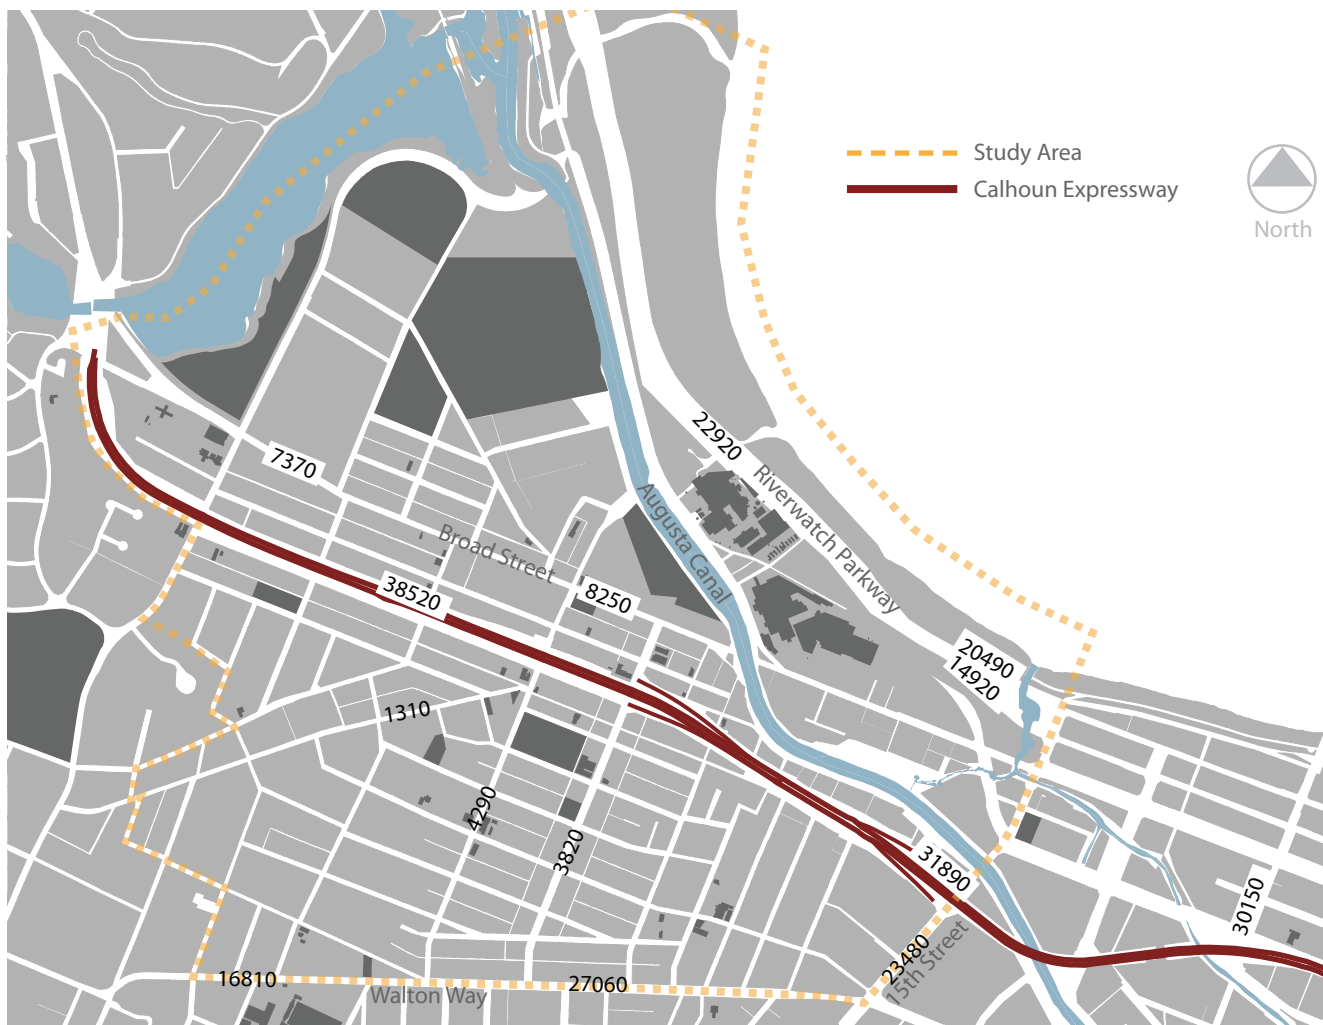 Study Area
Calhoun Expressway
North
22920
Riverwatch Parkway
7370
Augusta Canal
Broad Street
38520
8250
20490
14920
1310
4290
3820
31890
30150
23480
15th Street
16810
27060
Walton Way